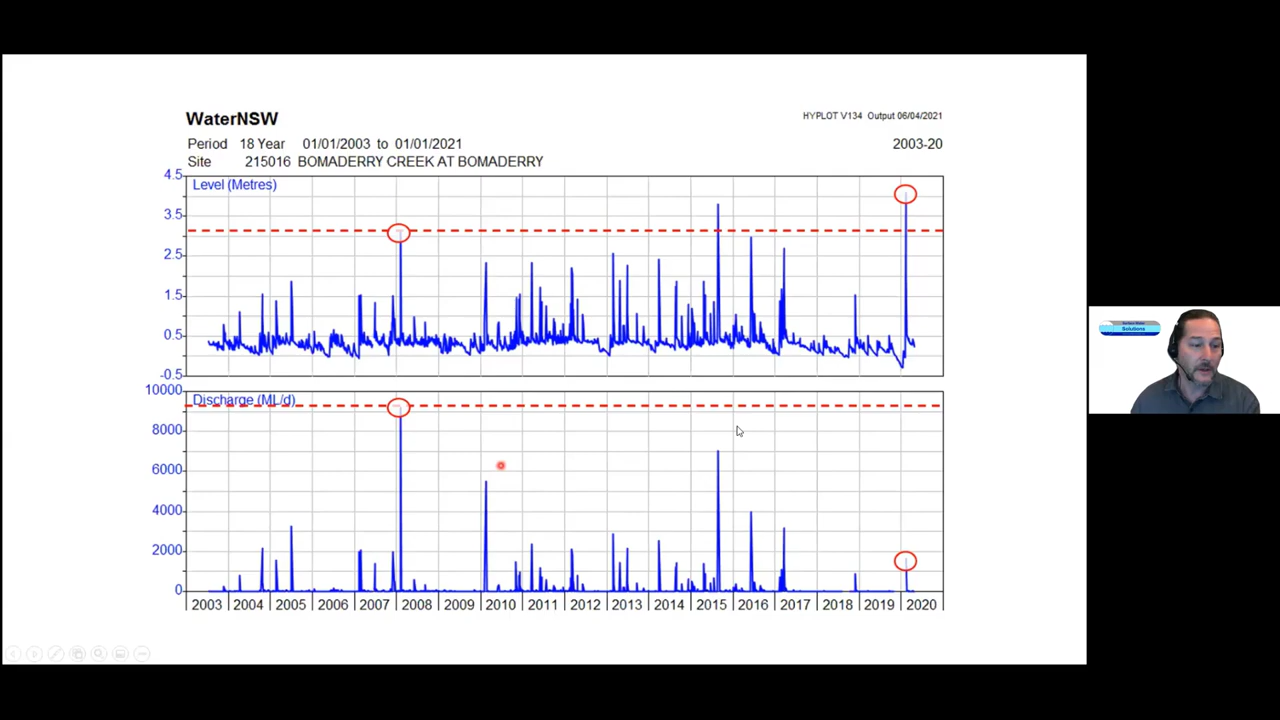 WaterNSW
HYPLOT V134 Output 06/04/2021
Period 18 Year 01/01/2003 to 01/01/2021
2003-20
Site 215016 BOMADERRY CREEK AT BOMADERRY
4.5
Level (Metres)
3.5
2.5
1.5
0.5
-0.5
10000
Discharge (ML/d)
8000
6000
4000
2000
0
2003 2004 2005 2006 2007 2008 2009 2010 2011 2012 2013 2014 2015 2016 2017 2018 2019 2020
Solutions